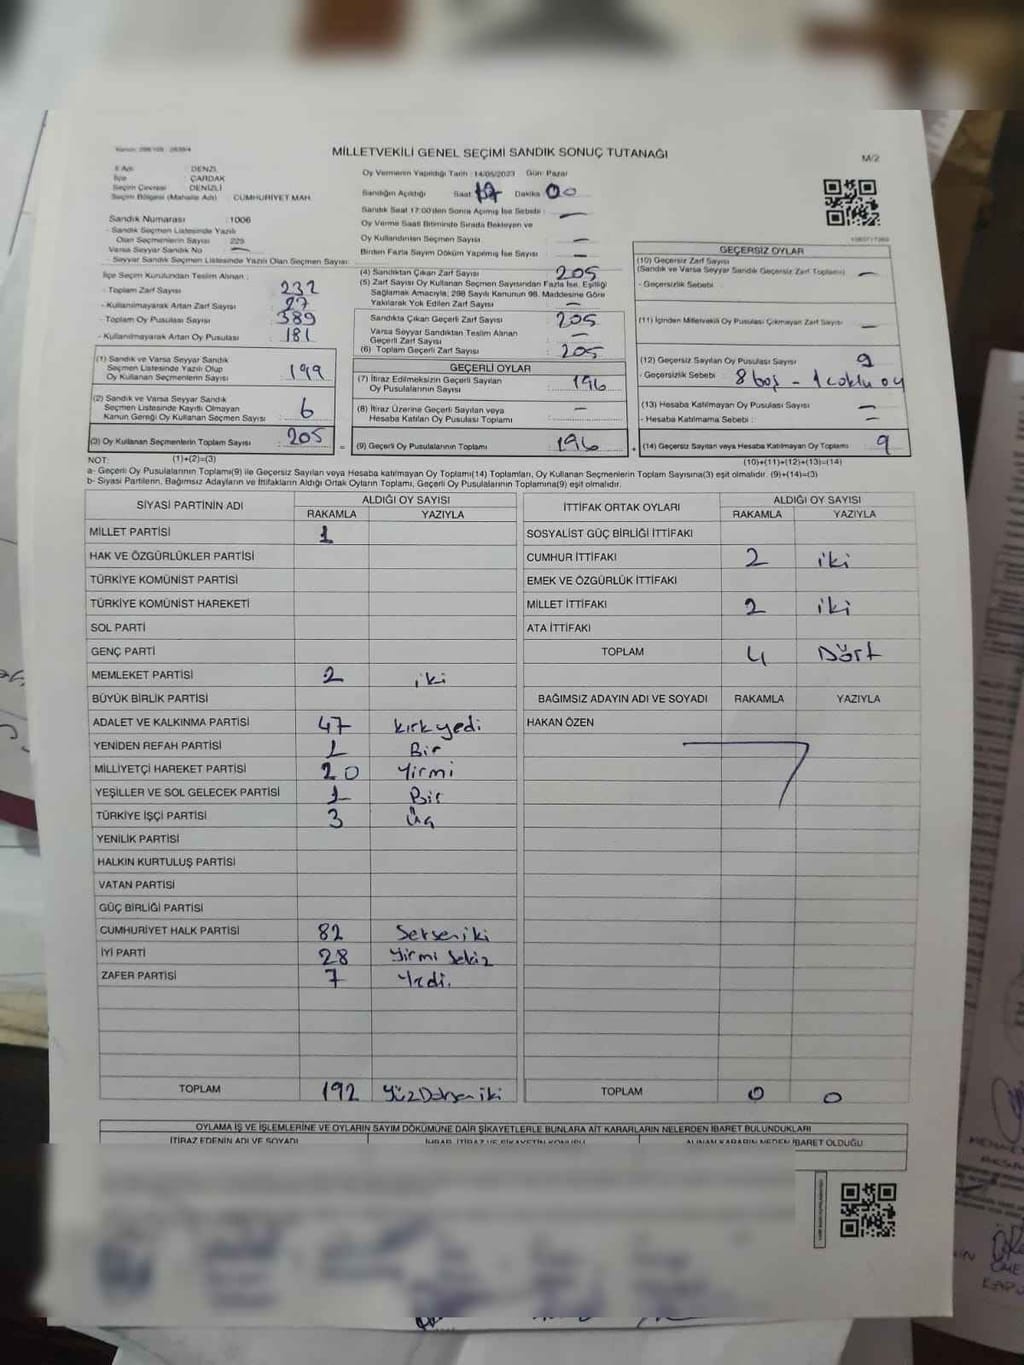 MİLLETVEKİLİ GENEL SEÇİMİ SANDIK SONUÇ TUTANAĞI
M/2
İl Adı : DENİZLİ
İlçe : ÇARDAK
Seçim Çevresi : DENİZLİ
Seçim Bölgesi (Mahalle Adı) CUMHURİYET MAH.
Sandık Numarası : 1006
- Sandık Seçmen Listesinde Yazılı
Olan Seçmenlerin Sayısı 229
Varsa Seyyar Sandık No —
- Seyyar Sandık Seçmen Listesinde Yazılı Olan Seçmen Sayısı:
Oy Vermenin Yapıldığı Tarih : 14/05/2023 Gün: Pazar
Sandığın Açıldığı Saat: 17 Dakika 00
Sandık Saat 17:00'den Sonra Açılmış İse Sebebi : —
Oy Verme Saati Bitiminde Sırada Bekleyen ve
Oy Kullandırılan Seçmen Sayısı : —
Birden Fazla Sayım Döküm Yapılmış İse Sayısı : —
İlçe Seçim Kurulundan Teslim Alınan :
- Toplam Zarf Sayısı : 232
- Kullanılmayarak Artan Zarf Sayısı : 27
- Toplam Oy Pusulası Sayısı : 389
- Kullanılmayarak Artan Oy Pusulası : 181
(1) Sandık ve Varsa Seyyar Sandık
Seçmen Listesinde Yazılı Olup
Oy Kullanan Seçmenlerin Sayısı : 199
(2) Sandık ve Varsa Seyyar Sandık
Seçmen Listesinde Kayıtlı Olmayan
Kanun Gereği Oy Kullanan Seçmen Sayısı : 6
(3) Oy Kullanan Seçmenlerin Toplam Sayısı : 205
(4) Sandıktan Çıkan Zarf Sayısı : 205
(5) Zarf Sayısı Oy Kullanan Seçmen Sayısından Fazla İse, Eşitliği
Sağlamak Amacıyla, 298 Sayılı Kanunun 98. Maddesine Göre
Yakılarak Yok Edilen Zarf Sayısı : —
Sandıkta Çıkan Geçerli Zarf Sayısı : 205
Varsa Seyyar Sandıktan Teslim Alınan
Geçerli Zarf Sayısı : —
(6) Toplam Geçerli Zarf Sayısı : 205
GEÇERLİ OYLAR
(7) İtiraz Edilmeksizin Geçerli Sayılan
Oy Pusulalarının Sayısı : 196
(8) İtiraz Üzerine Geçerli Sayılan veya
Hesaba Katılan Oy Pusulası Toplamı : —
= (9) Geçerli Oy Pusulalarının Toplamı : 196
GEÇERSİZ OYLAR
(10) Geçersiz Zarf Sayısı
(Sandık ve Varsa Seyyar Sandık Geçersiz Zarf Toplamı) : —
- Geçersizlik Sebebi :
(11) İçinden Milletvekili Oy Pusulası Çıkmayan Zarf Sayısı : —
(12) Geçersiz Sayılan Oy Pusulası Sayısı : 9
- Geçersizlik Sebebi : 8 boş - 1 çoklu oy
(13) Hesaba Katılmayan Oy Pusulası Sayısı : —
- Hesaba Katılmama Sebebi : —
+ (14) Geçersiz Sayılan veya Hesaba Katılmayan Oy Toplamı : 9
NOT: (1)+(2)=(3)
(10)+(11)+(12)+(13)=(14)
a- Geçerli Oy Pusulalarının Toplamı(9) ile Geçersiz Sayılan veya Hesaba katılmayan Oy Toplamı(14) Toplamları, Oy Kullanan Seçmenlerin Toplam Sayısına(3) eşit olmalıdır. (9)+(14)=(3)
b- Siyasi Partilerin, Bağımsız Adayların ve İttifakların Aldığı Ortak Oyların Toplamı, Geçerli Oy Pusulalarının Toplamına(9) eşit olmalıdır.
SİYASİ PARTİNİN ADI ALDIĞI OY SAYISI
RAKAMLA YAZIYLA
MİLLET PARTİSİ 1
HAK VE ÖZGÜRLÜKLER PARTİSİ
TÜRKİYE KOMÜNİST PARTİSİ
TÜRKİYE KOMÜNİST HAREKETİ
SOL PARTİ
GENÇ PARTİ
MEMLEKET PARTİSİ 2 iki
BÜYÜK BİRLİK PARTİSİ
ADALET VE KALKINMA PARTİSİ 47 kırkyedi
YENİDEN REFAH PARTİSİ 1 Bir
MİLLİYETÇİ HAREKET PARTİSİ 20 Yirmi
YEŞİLLER VE SOL GELECEK PARTİSİ 1 Bir
TÜRKİYE İŞÇİ PARTİSİ 3 Üç
YENİLİK PARTİSİ
HALKIN KURTULUŞ PARTİSİ
VATAN PARTİSİ
GÜÇ BİRLİĞİ PARTİSİ
CUMHURİYET HALK PARTİSİ 82 Seksen iki
İYİ PARTİ 28 Yirmi Sekiz
ZAFER PARTİSİ 7 Yedi.
TOPLAM 192 YüzDoksan iki
İTTİFAK ORTAK OYLARI ALDIĞI OY SAYISI
RAKAMLA YAZIYLA
SOSYALİST GÜÇ BİRLİĞİ İTTİFAKI
CUMHUR İTTİFAKI 2 iki
EMEK VE ÖZGÜRLÜK İTTİFAKI
MİLLET İTTİFAKI 2 iki
ATA İTTİFAKI
TOPLAM 4 Dört
BAĞIMSIZ ADAYIN ADI VE SOYADI RAKAMLA YAZIYLA
HAKAN ÖZEN
TOPLAM 0 0
OYLAMA İŞ VE İŞLEMLERİNE VE OYLARIN SAYIM DÖKÜMÜNE DAİR ŞİKAYETLERLE BUNLARA AİT KARARLARIN NELERDEN İBARET BULUNDUKLARI
İTİRAZ EDENİN ADI VE SOYADI İHBAR, İTİRAZ VE ŞİKAYETİN KONUSU ALINAN KARARIN NEDEN İBARET OLDUĞU